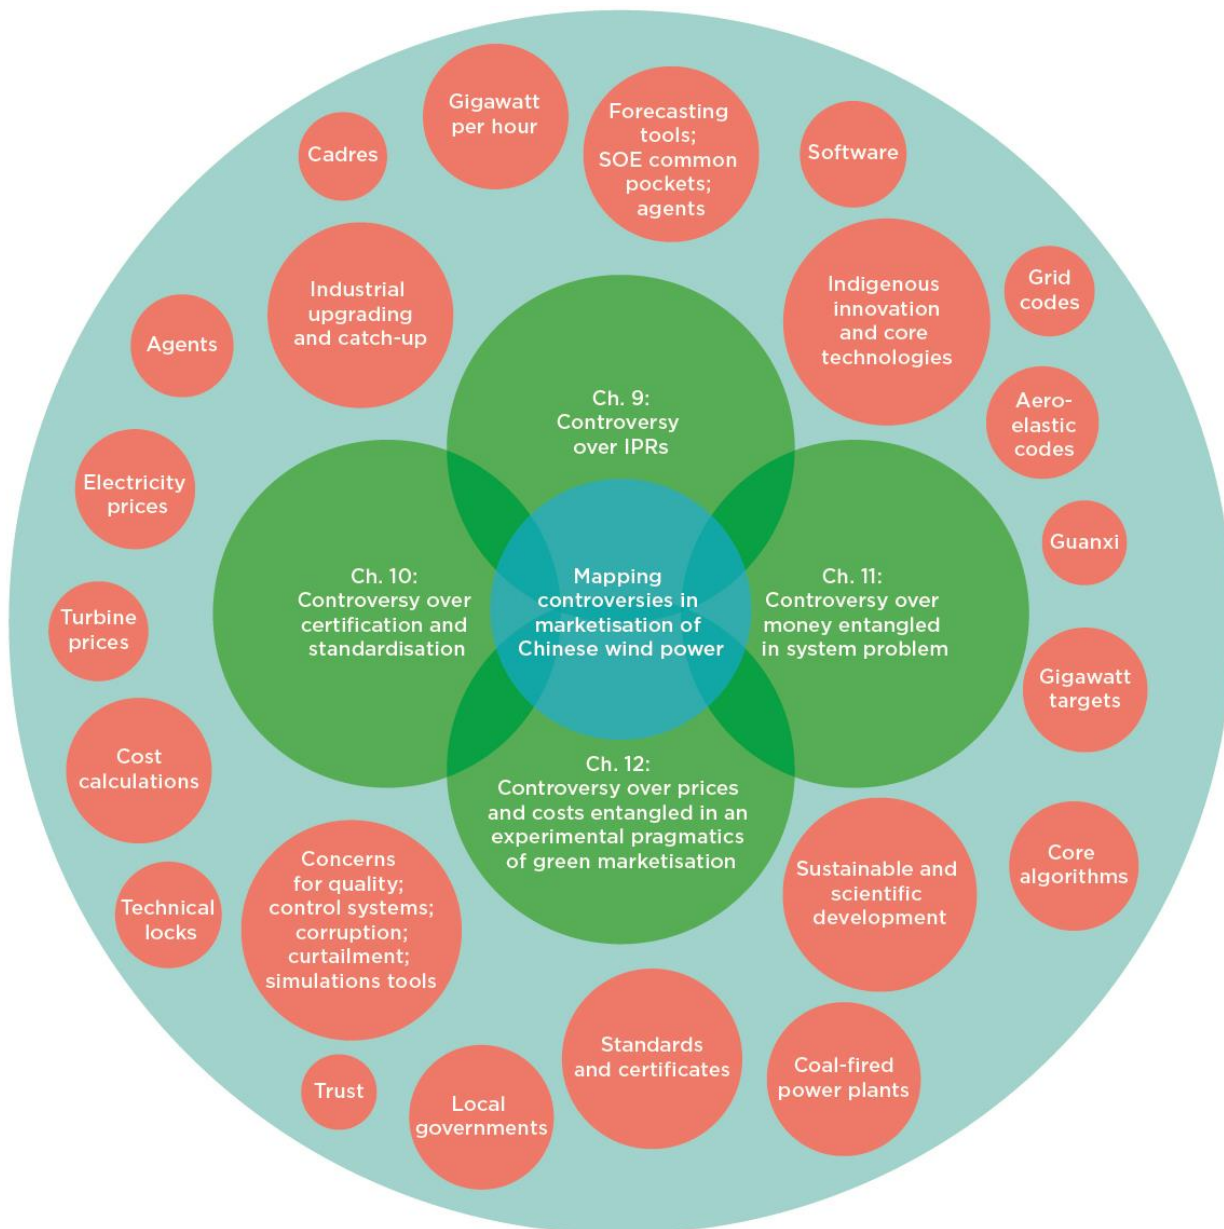 Gigawatt
per hour
Forecasting
tools;
SOE common
pockets;
agents
Software
Cadres
Industrial
upgrading
and catch-up
Indigenous
innovation
and core
technologies
Grid
codes
Agents
Aero-
elastic
codes
Ch. 9:
Controversy
over IPRs
Electricity
prices
Guanxi
Ch. 10:
Controversy over
certification and
standardisation
Mapping
controversies in
marketisation of
Chinese wind power
Ch. 11:
Controversy over
money entangled
in system problem
Turbine
prices
Gigawatt
targets
Cost
calculations
Ch. 12:
Controversy over prices
and costs entangled in an
experimental pragmatics
of green marketisation
Concerns
for quality;
control systems;
corruption;
curtailment;
simulations tools
Sustainable and
scientific
development
Core
algorithms
Technical
locks
Standards
and certificates
Coal-fired
power plants
Trust
Local
governments